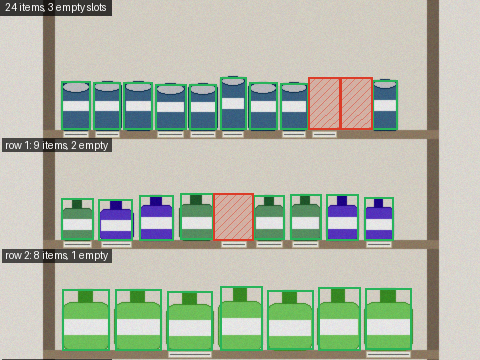 24 items, 3 empty slots
row 1: 9 items, 2 empty
row 2: 8 items, 1 empty